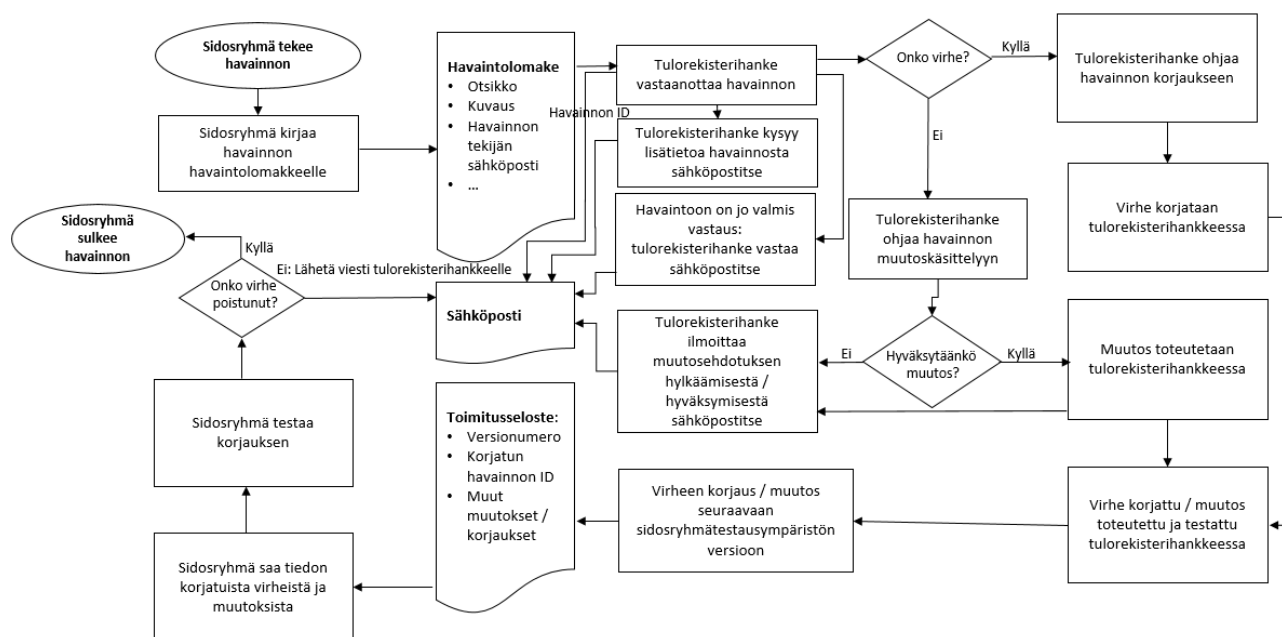 Sidosryhmä tekee
havainnon
Sidosryhmä kirjaa
havainnon
havaintolomakkeelle
Havaintolomake
• Otsikko
• Kuvaus
• Havainnon
tekijän
sähköposti
• ...
Havainnon ID
Tulorekisterihanke
vastaanottaa havainnon
Tulorekisterihanke kysyy
lisätietoa havainnosta
sähköpostitse
Havaintoon on jo valmis
vastaus:
tulorekisterihanke vastaa
sähköpostitse
Onko virhe?
Kyllä
Ei
Tulorekisterihanke ohjaa
havainnon korjaukseen
Virhe korjataan
tulorekisterihankkeessa
Tulorekisterihanke
ohjaa havainnon
muutoskäsittelyyn
Hyväksytäänkö
muutos?
Ei
Kyllä
Muutos toteutetaan
tulorekisterihankkeessa
Tulorekisterihanke
ilmoittaa
muutosehdotuksen
hylkäämisestä /
hyväksymisestä
sähköpostitse
Sähköposti
Virhe korjattu / muutos
toteutettu ja testattu
tulorekisterihankkeessa
Virheen korjaus / muutos
seuraavaan
sidosryhmätestausympäristön
versioon
Toimitusseloste:
• Versionumero
• Korjatun
havainnon ID
• Muut
muutokset /
korjaukset
Sidosryhmä saa tiedon
korjatuista virheistä ja
muutoksista
Sidosryhmä testaa
korjauksen
Onko virhe
poistunut?
Kyllä
Ei: Lähetä viesti tulorekisterihankkeelle
Sidosryhmä
sulkee
havainnon